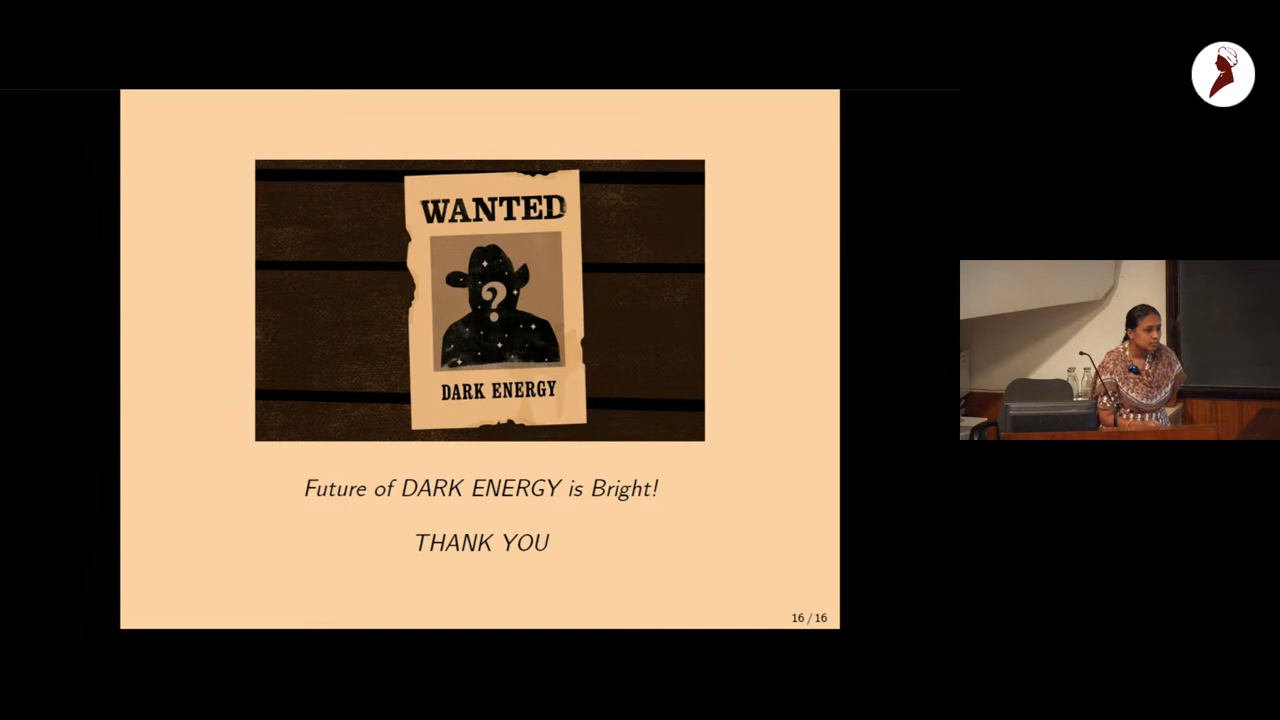 WANTED
?
DARK ENERGY
Future of DARK ENERGY is Bright!
THANK YOU
16 / 16